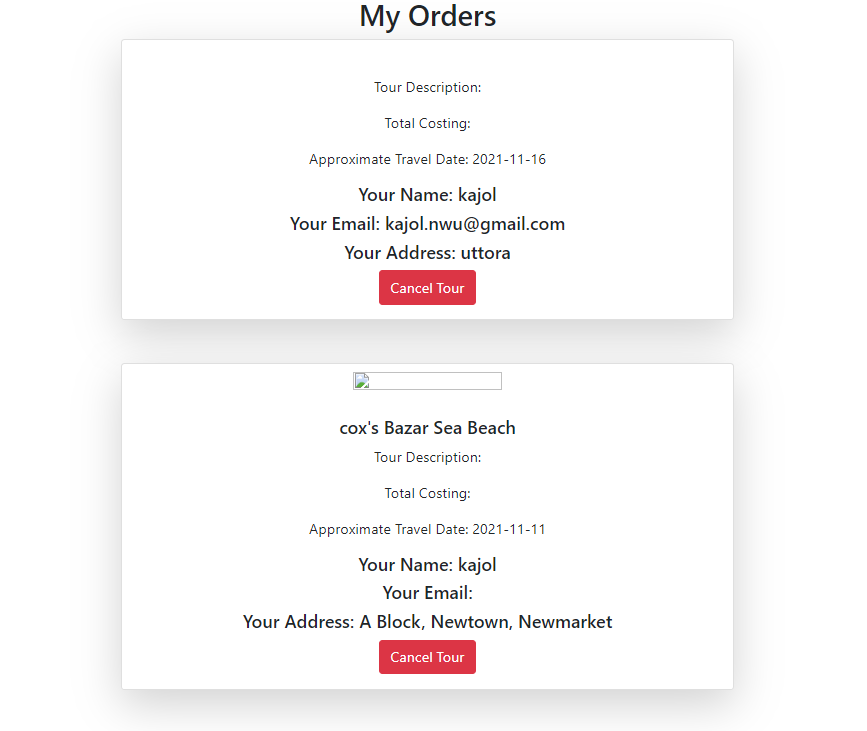 My Orders
Tour Description:
Total Costing:
Approximate Travel Date: 2021-11-16
Your Name: kajol
Your Email: kajol.nwu@gmail.com
Your Address: uttora
Cancel Tour
cox's Bazar Sea Beach
Tour Description:
Total Costing:
Approximate Travel Date: 2021-11-11
Your Name: kajol
Your Email:
Your Address: A Block, Newtown, Newmarket
Cancel Tour